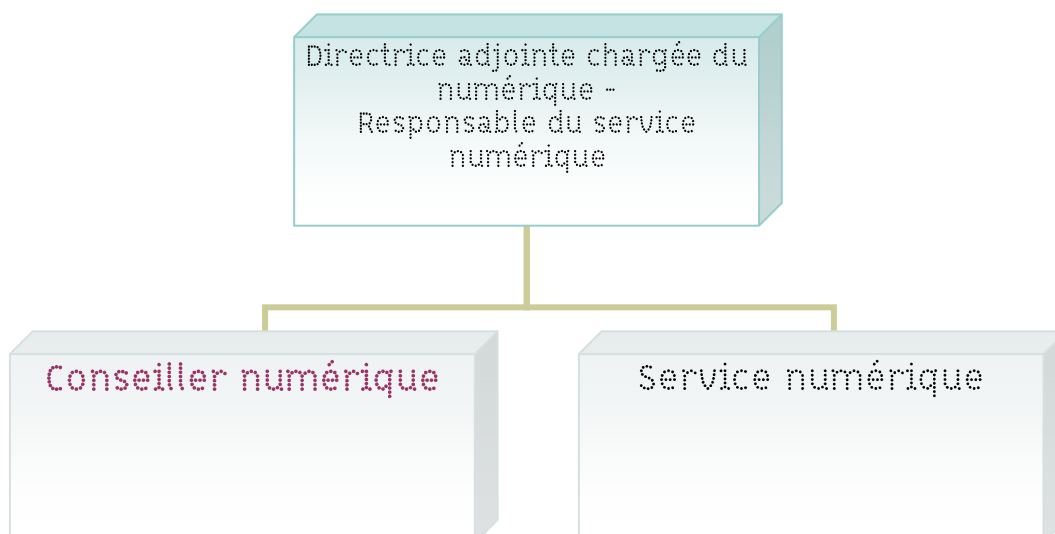 Directrice adjointe chargée du
numérique -
Responsable du service
numérique
Conseiller numérique
Service numérique